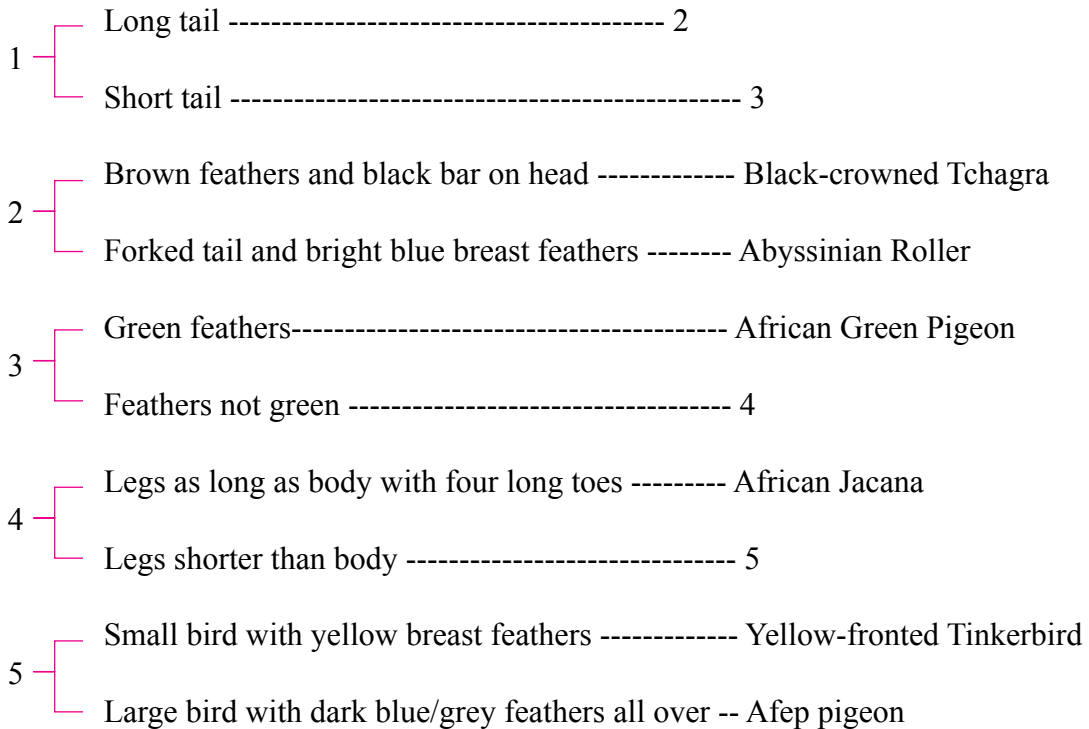 Long tail ----------------------------------------- 2
1
Short tail ------------------------------------------------ 3
Brown feathers and black bar on head ------------- Black-crowned Tchagra
2
Forked tail and bright blue breast feathers -------- Abyssinian Roller
Green feathers----------------------------------------- African Green Pigeon
3
Feathers not green ------------------------------------ 4
Legs as long as body with four long toes --------- African Jacana
4
Legs shorter than body ------------------------------- 5
Small bird with yellow breast feathers ------------- Yellow-fronted Tinkerbird
5
Large bird with dark blue/grey feathers all over -- Afep pigeon